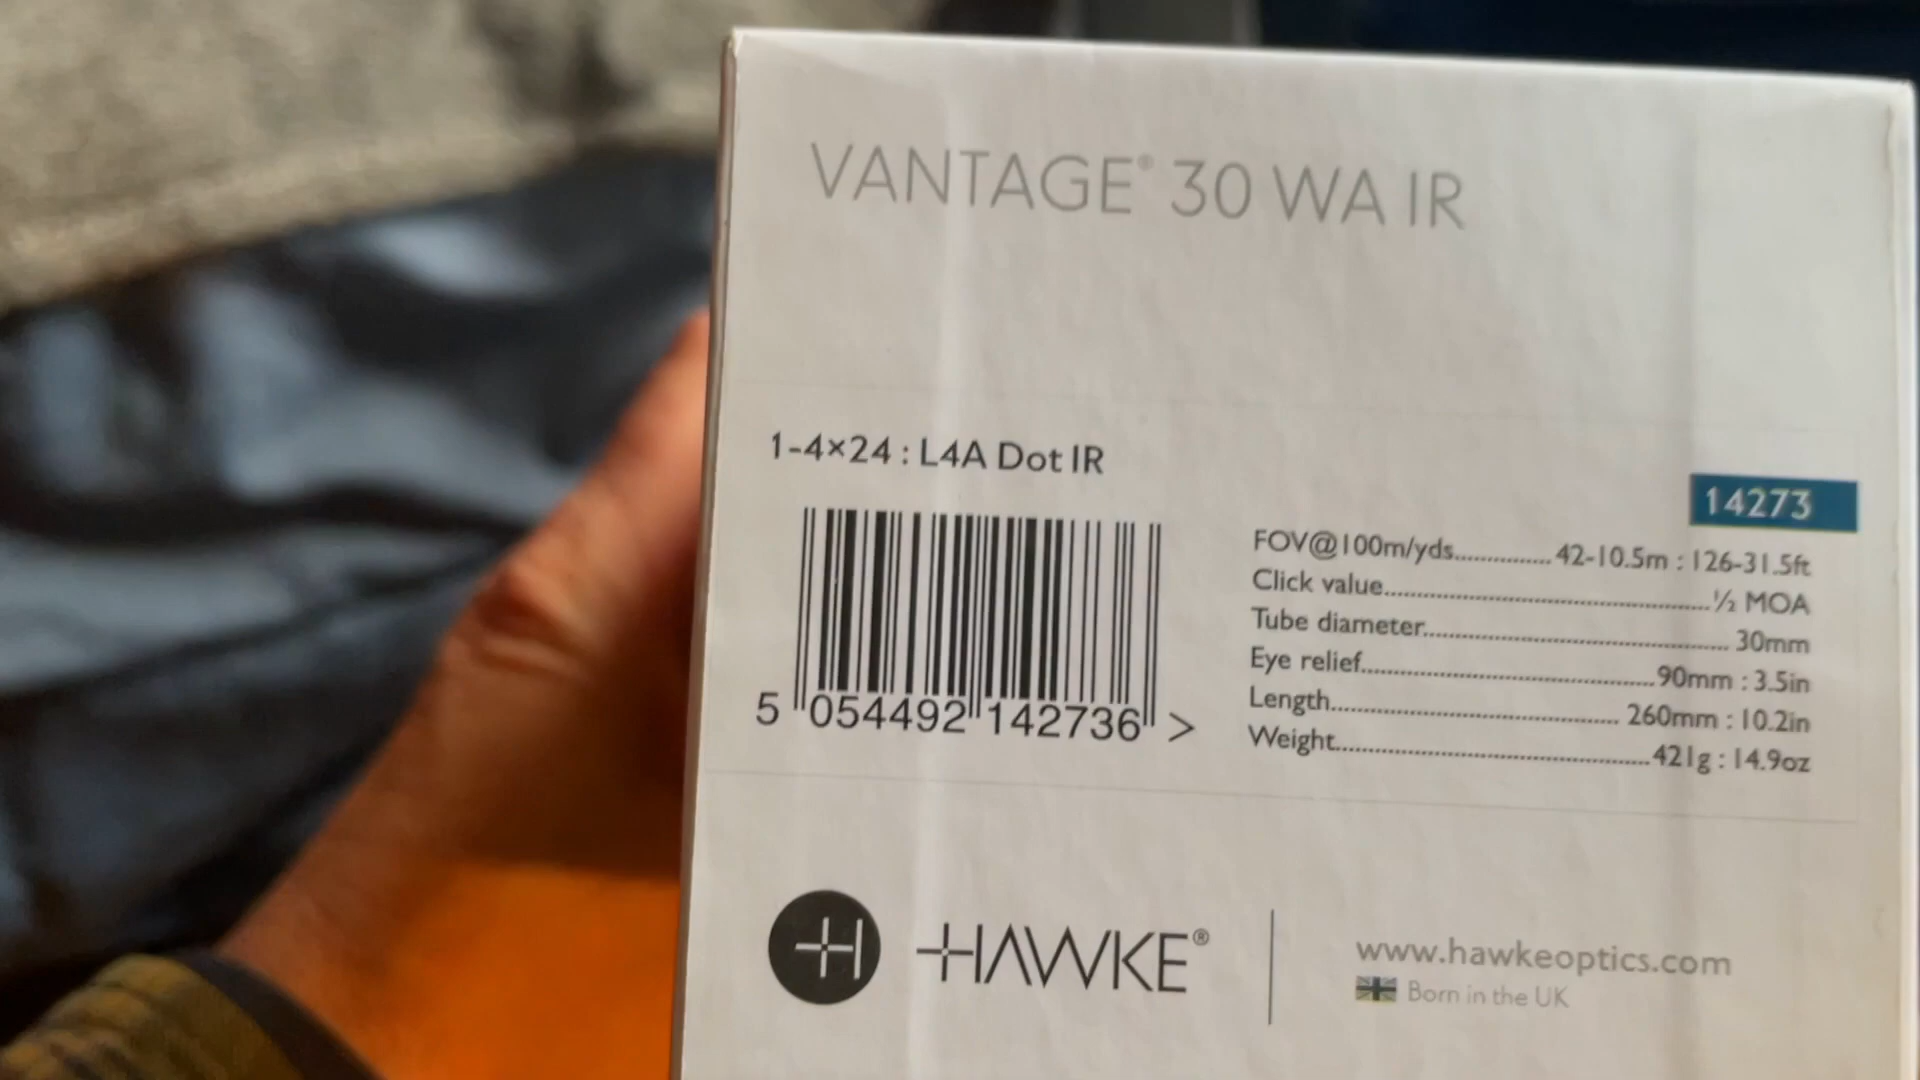 VANTAGE® 30 WA IR
1-4×24 : L4A Dot IR
14273
FOV@100m/yds.............. 42-10.5m : 126-31.5ft
Click value............................................... ½ MOA
Tube diameter............................................ 30mm
Eye relief.......................................... 90mm : 3.5in
Length......................................... 260mm : 10.2in
Weight............................................ 421g : 14.9oz
5 054492 142736 >
H HAWKE®
www.hawkeoptics.com
Born in the UK